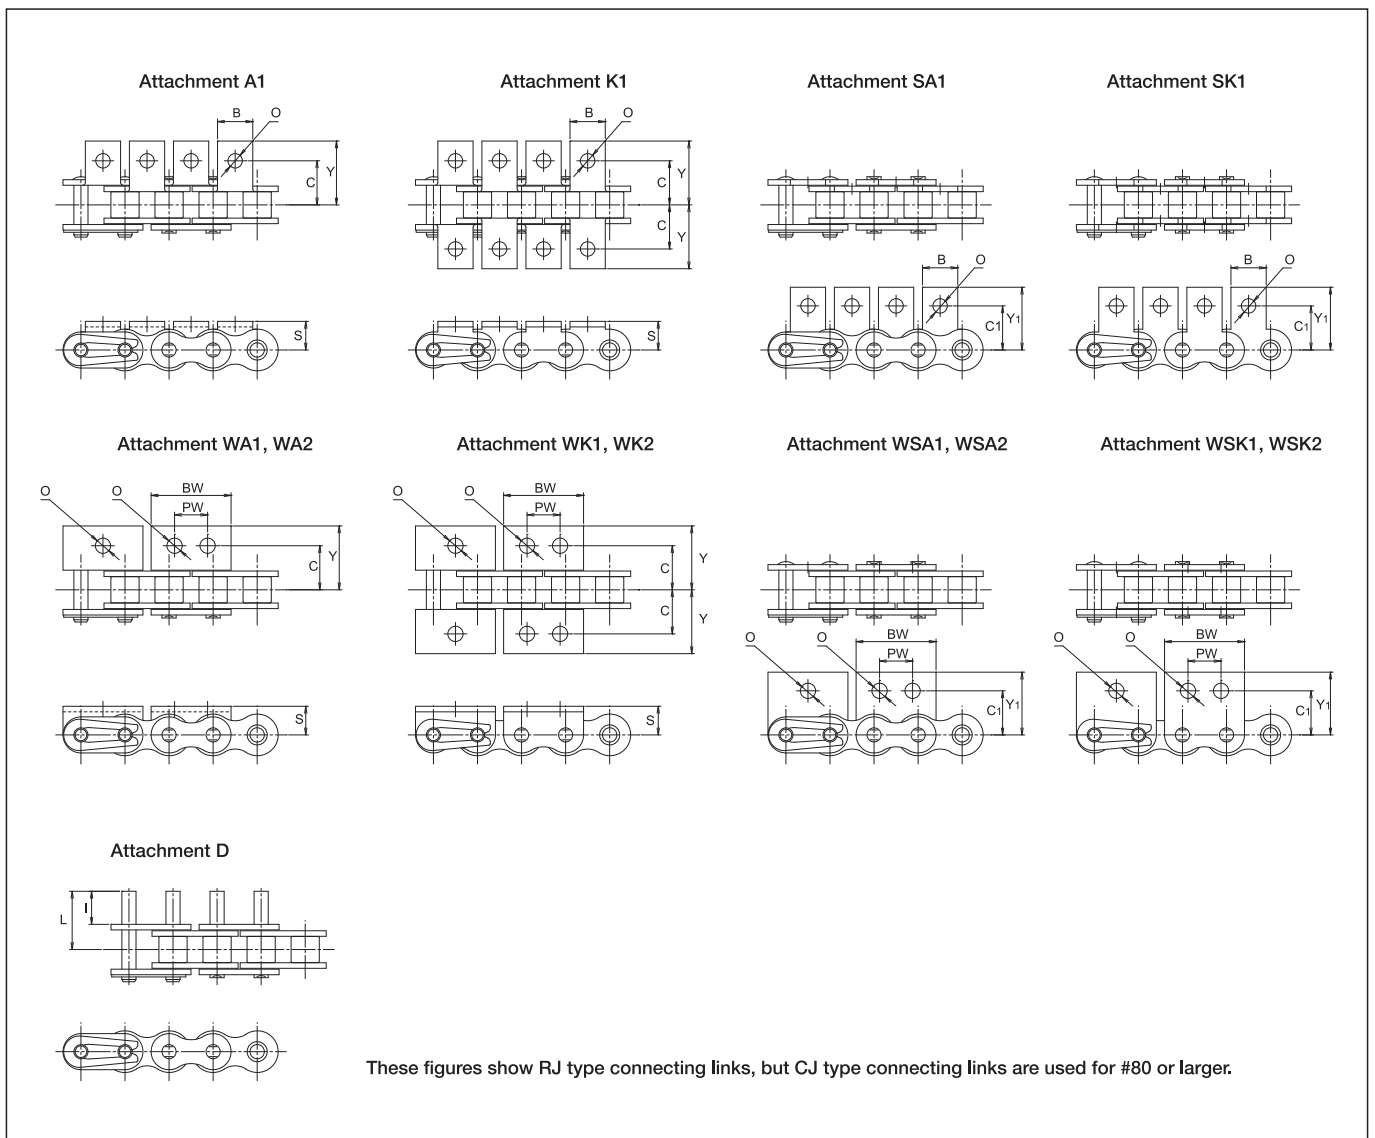 Attachment A1
Attachment K1
Attachment SA1
Attachment SK1
B O
C Y
S
B O
C Y
C Y
S
B O
C1 Y1
B O
C1 Y1
Attachment WA1, WA2
Attachment WK1, WK2
Attachment WSA1, WSA2
Attachment WSK1, WSK2
O O BW
PW
C Y
S
O O BW
PW
C Y
C Y
S
O O BW
PW
C1 Y1
O O BW
PW
C1 Y1
Attachment D
L I
These figures show RJ type connecting links, but CJ type connecting links are used for #80 or larger.